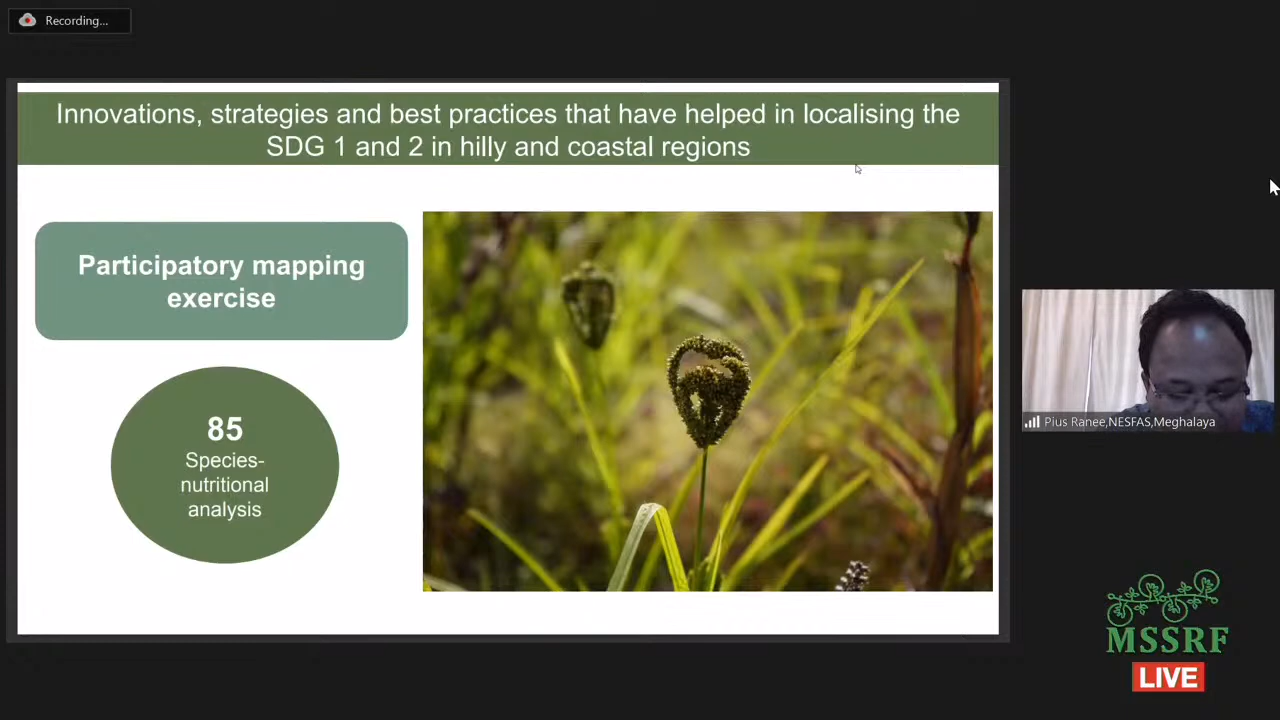 Recording...
Innovations, strategies and best practices that have helped in localising the
SDG 1 and 2 in hilly and coastal regions
Participatory mapping
exercise
85
Species-
nutritional
analysis
Pius Ranee,NESFAS,Meghalaya
MSSRF
LIVE